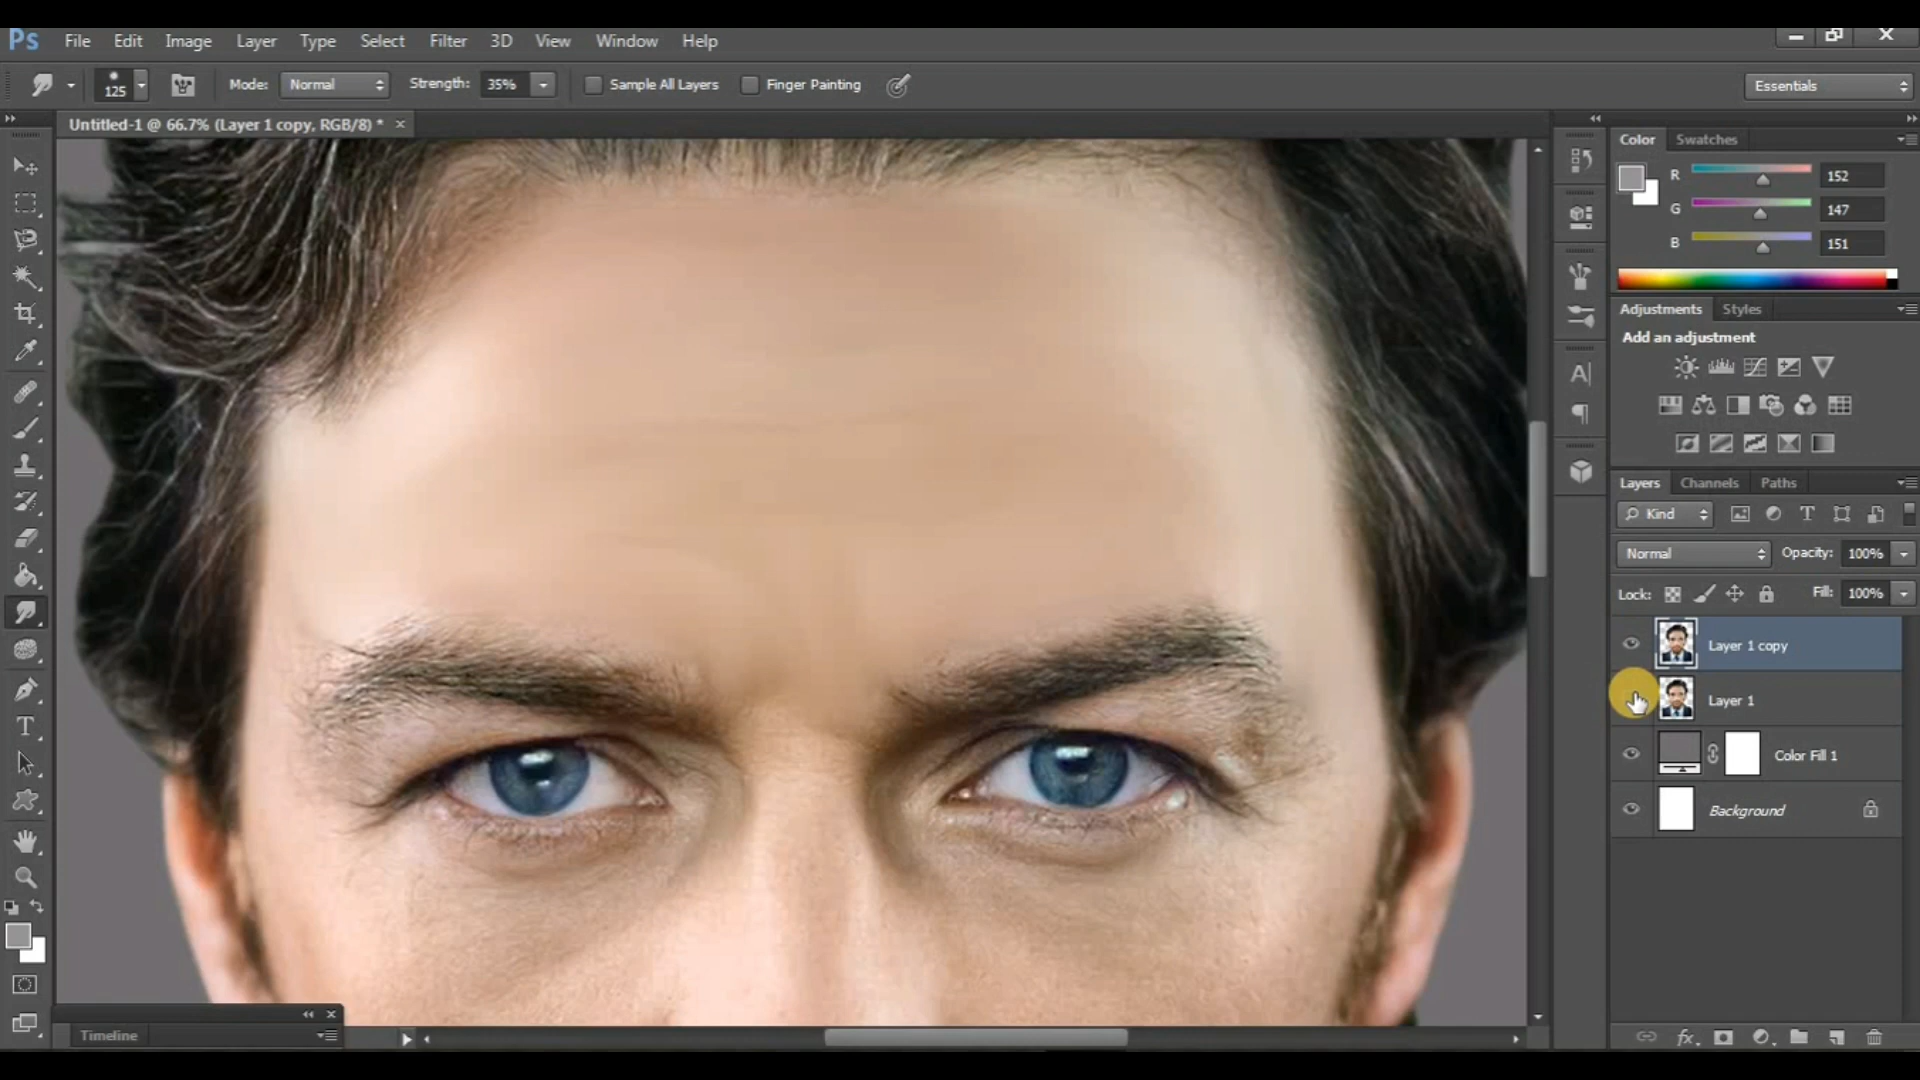 Ps File Edit Image Layer Type Select Filter 3D View Window Help
125 Mode: Normal Strength: 35% Sample All Layers Finger Painting Essentials
Untitled-1 @ 66.7% (Layer 1 copy, RGB/8) * ×
Color Swatches
R 152
G 147
B 151
Adjustments Styles
Add an adjustment
Layers Channels Paths
Kind
Normal Opacity: 100%
Lock: Fill: 100%
Layer 1 copy
Layer 1
Color Fill 1
Background
Timeline